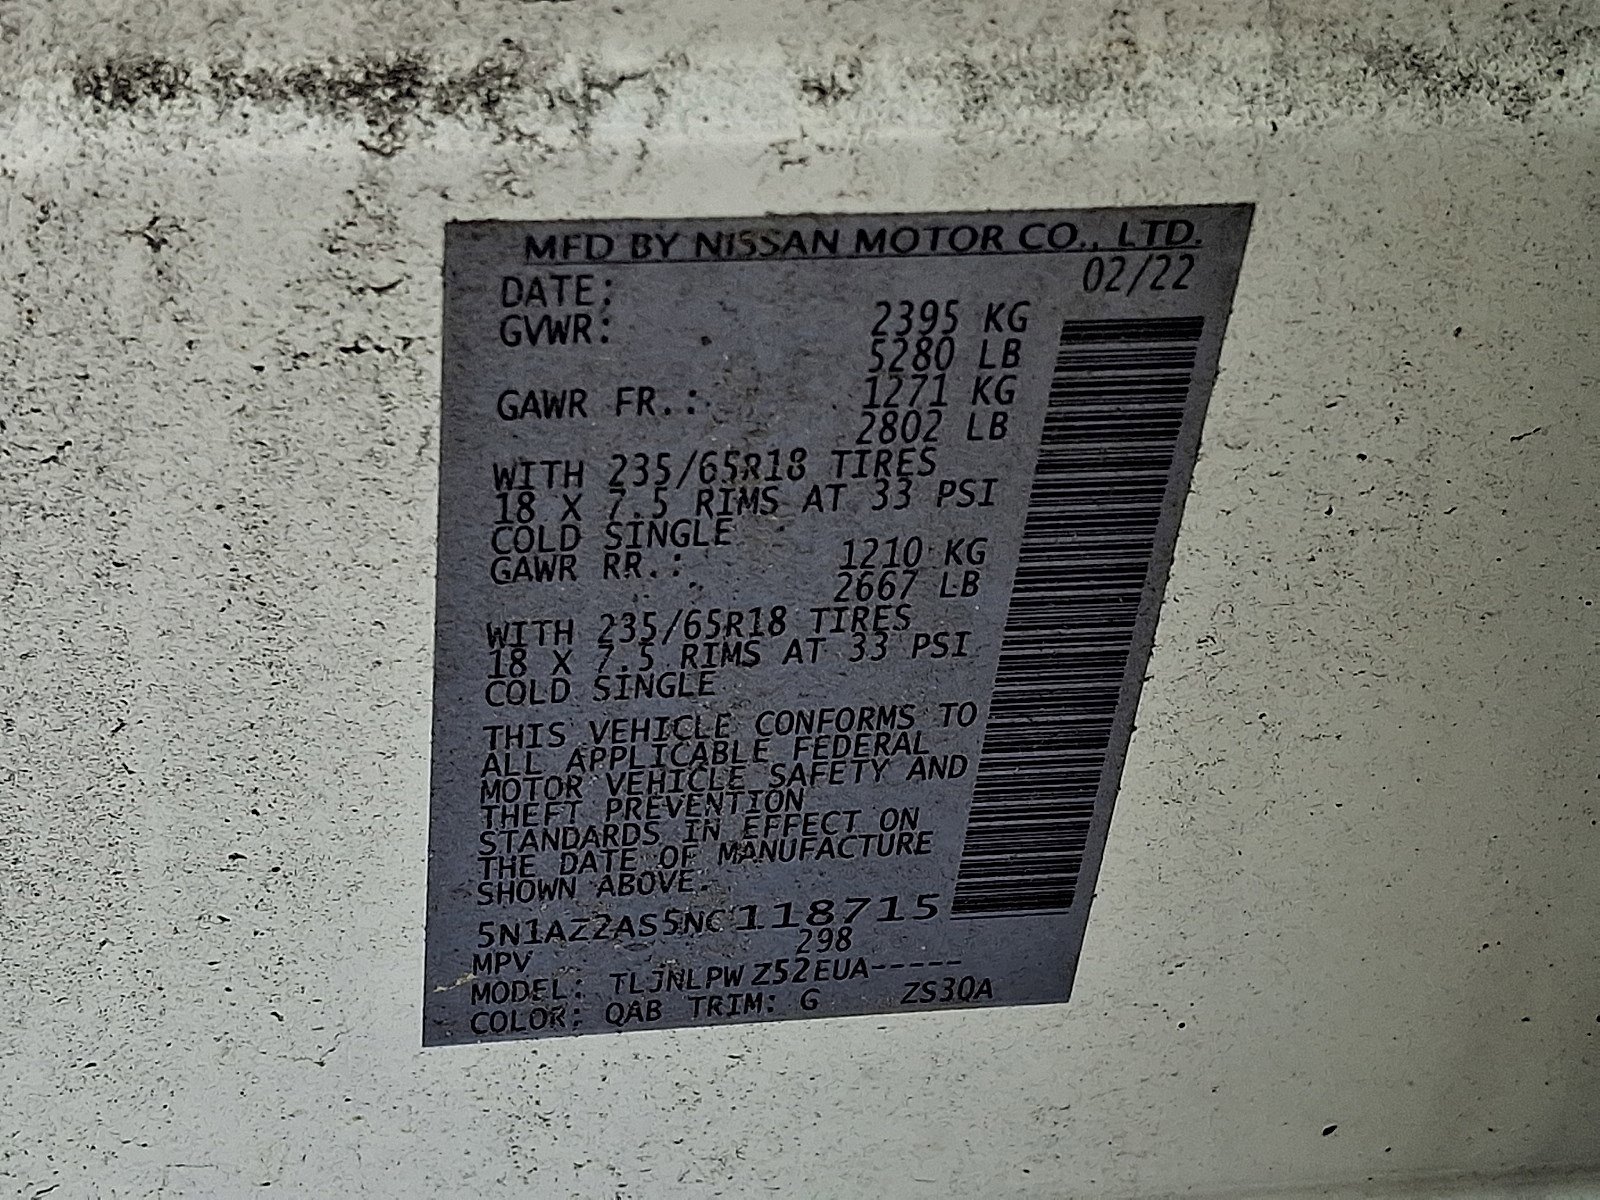 MFD BY NISSAN MOTOR CO., LTD.
DATE: 02/22
GVWR: 2395 KG
5280 LB
GAWR FR.: 1271 KG
2802 LB
WITH 235/65R18 TIRES
18 X 7.5 RIMS AT 33 PSI
COLD SINGLE
GAWR RR.: 1210 KG
2667 LB
WITH 235/65R18 TIRES
18 X 7.5 RIMS AT 33 PSI
COLD SINGLE
THIS VEHICLE CONFORMS TO
ALL APPLICABLE FEDERAL
MOTOR VEHICLE SAFETY AND
THEFT PREVENTION
STANDARDS IN EFFECT ON
THE DATE OF MANUFACTURE
SHOWN ABOVE.
5N1AZ2AS5NC118715
MPV 298
MODEL: TLJNLPW Z52EUA-----
COLOR: QAB TRIM: G ZS30A